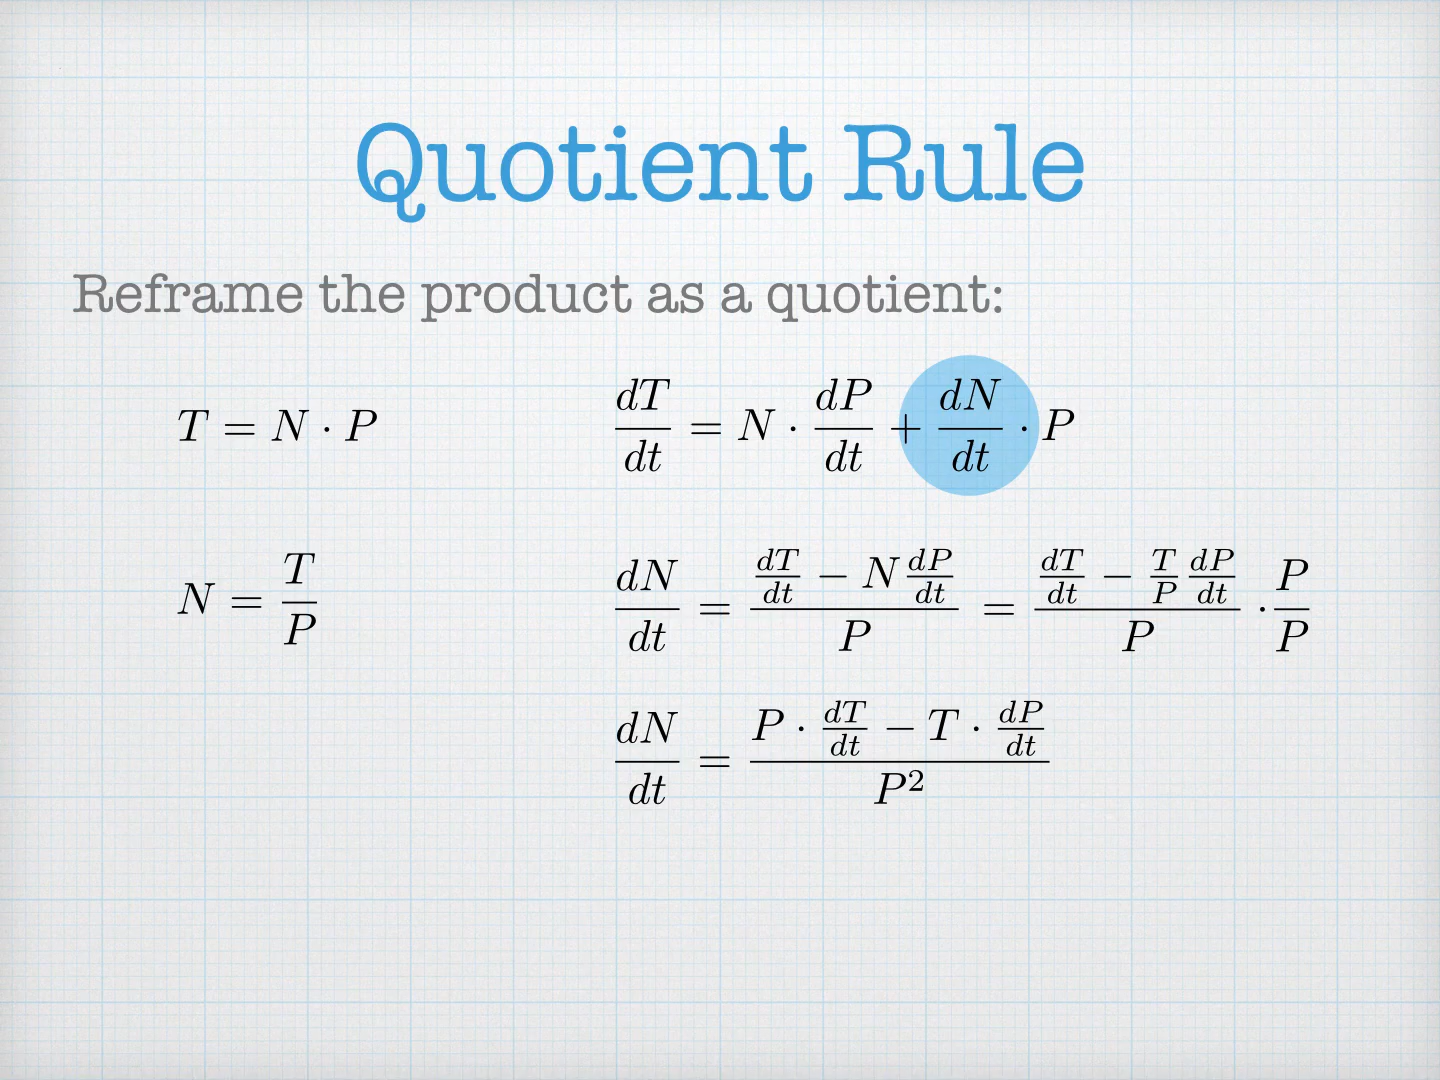 Quotient Rule
Reframe the product as a quotient:
T = N · P
dT/dt = N · dP/dt + dN/dt · P
N = T/P
dN/dt = (dT/dt − N dP/dt)/P = (dT/dt − T/P dP/dt)/P · P/P
dN/dt = (P · dT/dt − T · dP/dt)/P²